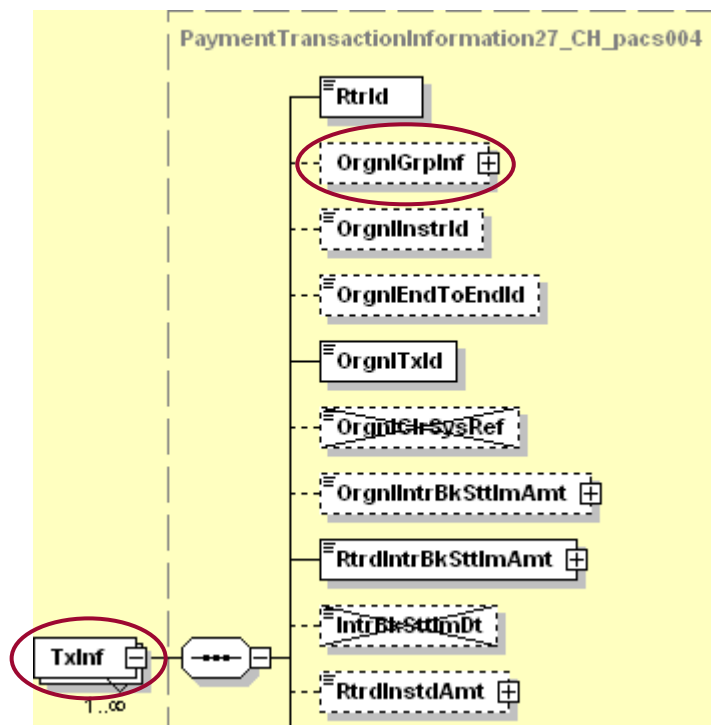 PaymentTransactionInformation27_CH_pacs004
RtrId
OrgnlGrpInf
OrgnlInstrId
OrgnlEndToEndId
OrgnlTxId
OrgnlClrSysRef
OrgnlIntrBkSttlmAmt
RtrdIntrBkSttlmAmt
IntrBkSttlmDt
TxInf
1..∞
RtrdInstdAmt